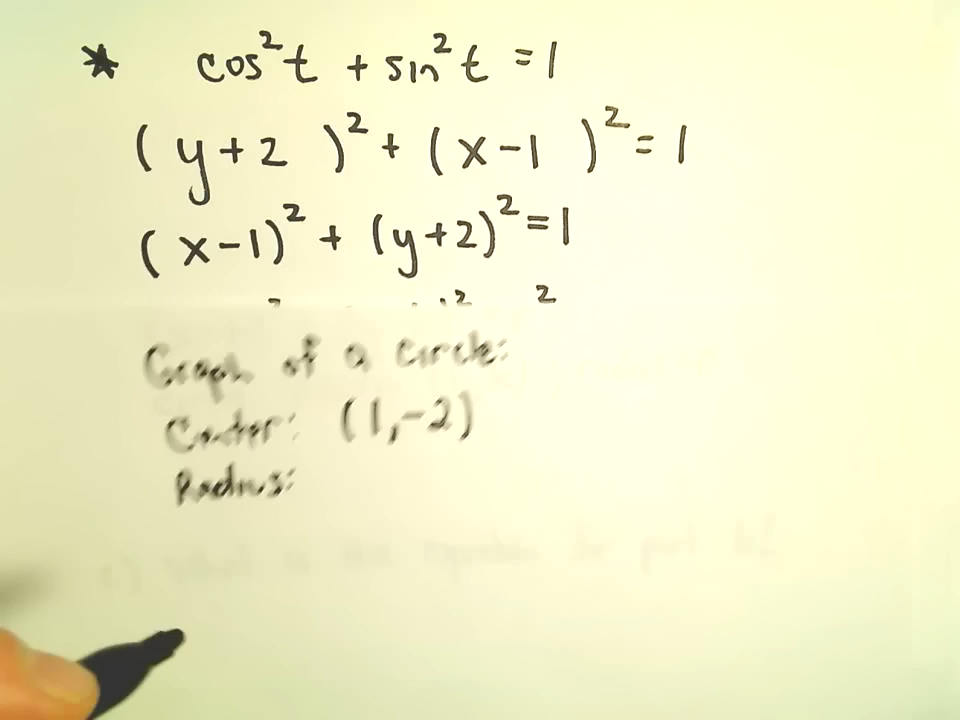 * cos²t + sin²t = 1
(y+2)² + (x-1)² = 1
(x-1)² + (y+2)² = 1
Graph of a circle:
Center: (1,-2)
Radius: